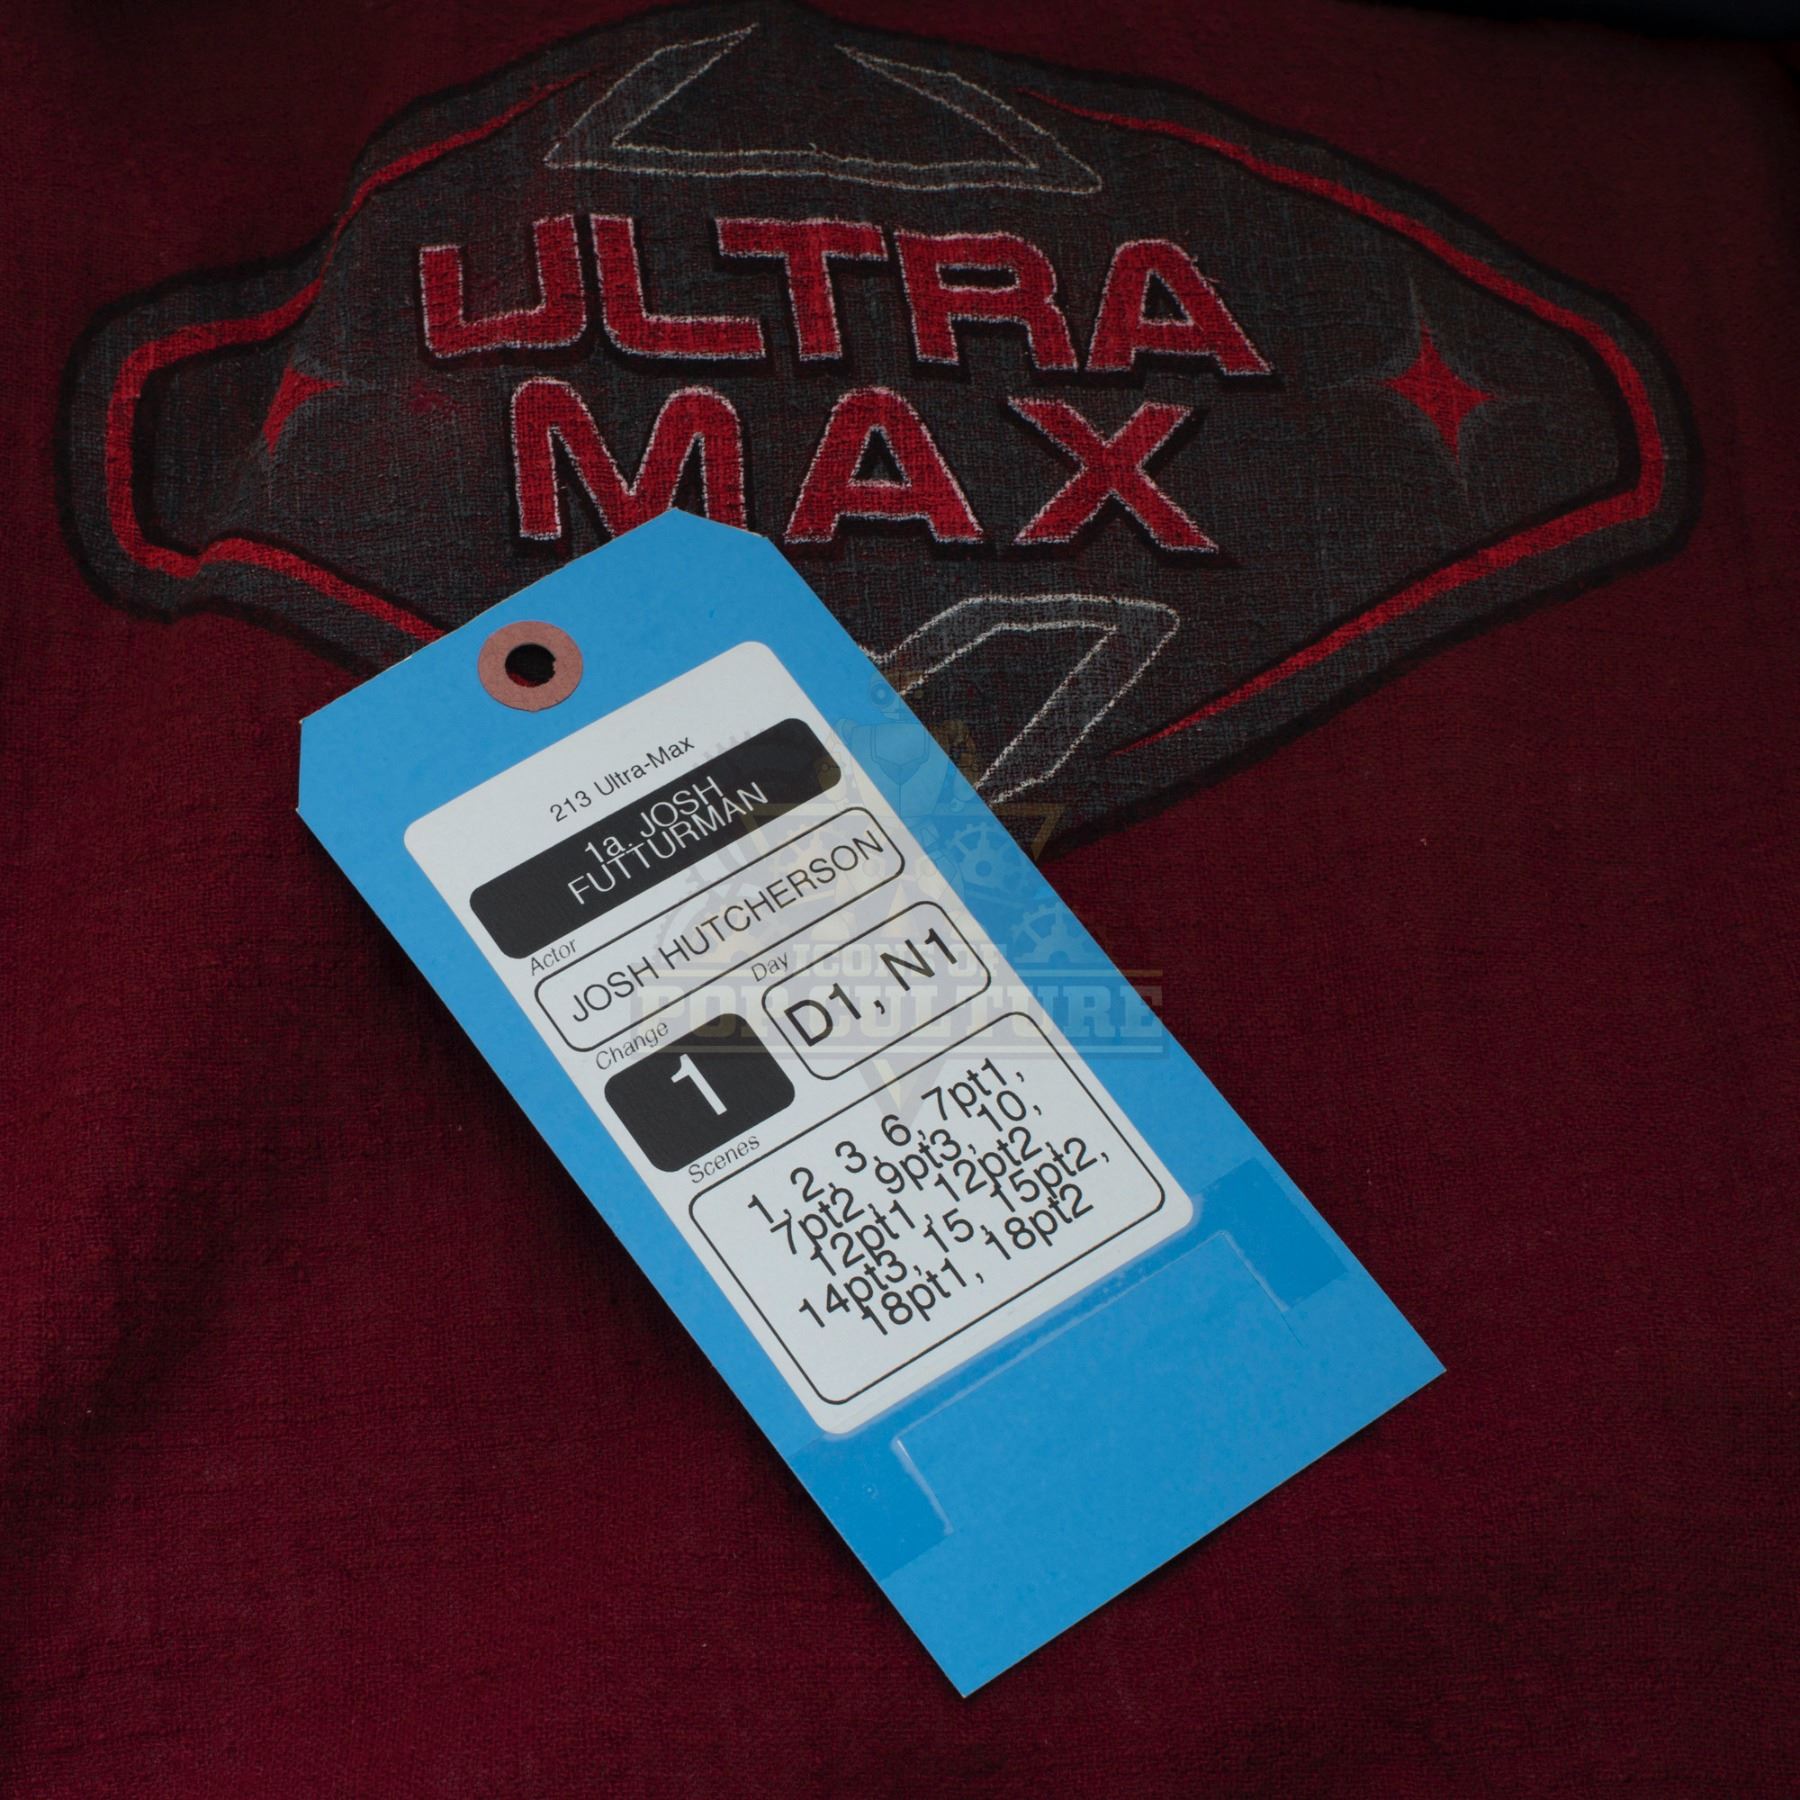 ULTRA
MAX
213 Ultra-Max
1a. JOSH
FUTTURMAN
Actor
JOSH HUTCHERSON
Change
1
Day
D1, N1
Scenes
1, 2, 3, 6, 7pt1,
7pt2, 9pt3, 10,
12pt1, 12pt2,
14pt3, 15, 15pt2,
18pt1, 18pt2
ICONS OF
POP CULTURE